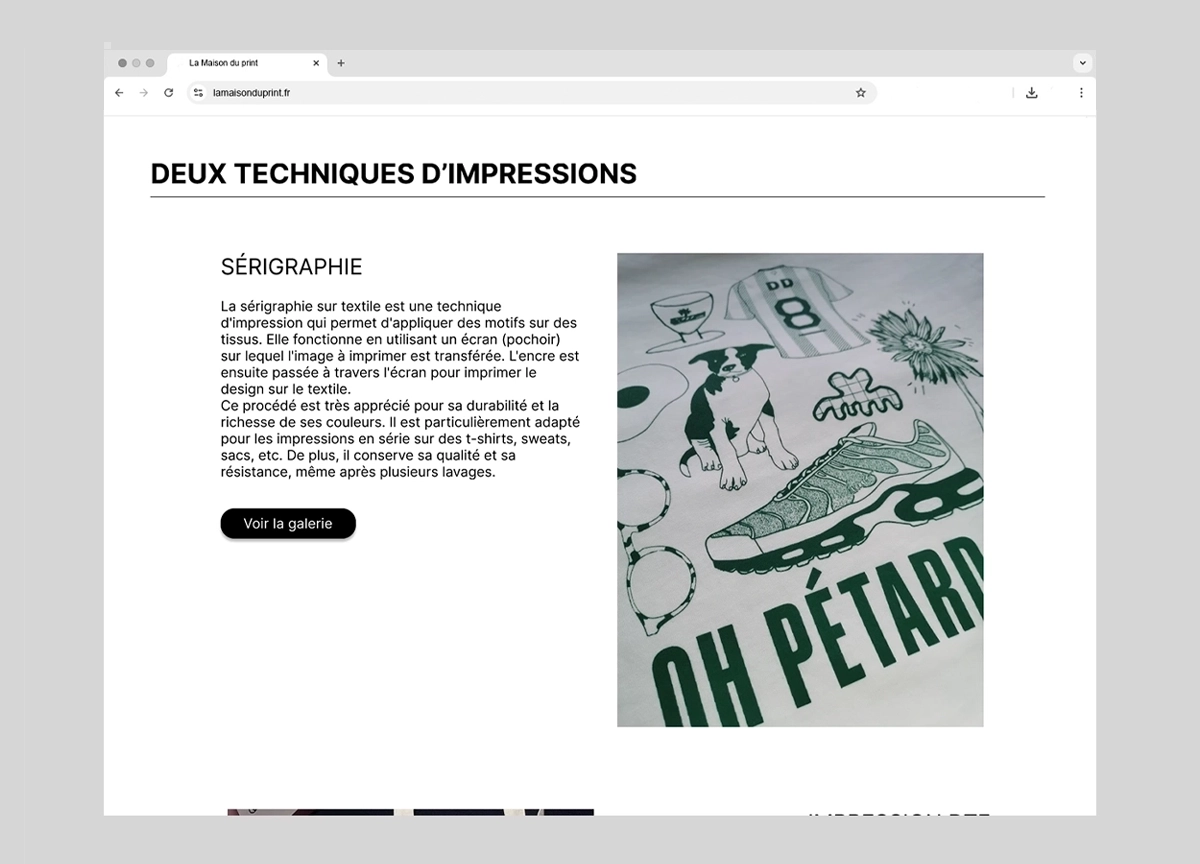 La Maison du print
lamaisonduprint.fr
DEUX TECHNIQUES D’IMPRESSIONS
SÉRIGRAPHIE
La sérigraphie sur textile est une technique
d'impression qui permet d'appliquer des motifs sur des
tissus. Elle fonctionne en utilisant un écran (pochoir)
sur lequel l'image à imprimer est transférée. L'encre est
ensuite passée à travers l'écran pour imprimer le
design sur le textile.
Ce procédé est très apprécié pour sa durabilité et la
richesse de ses couleurs. Il est particulièrement adapté
pour les impressions en série sur des t-shirts, sweats,
sacs, etc. De plus, il conserve sa qualité et sa
résistance, même après plusieurs lavages.
Voir la galerie
DD
8
OH PÉTARD
IMPRESSION DTF